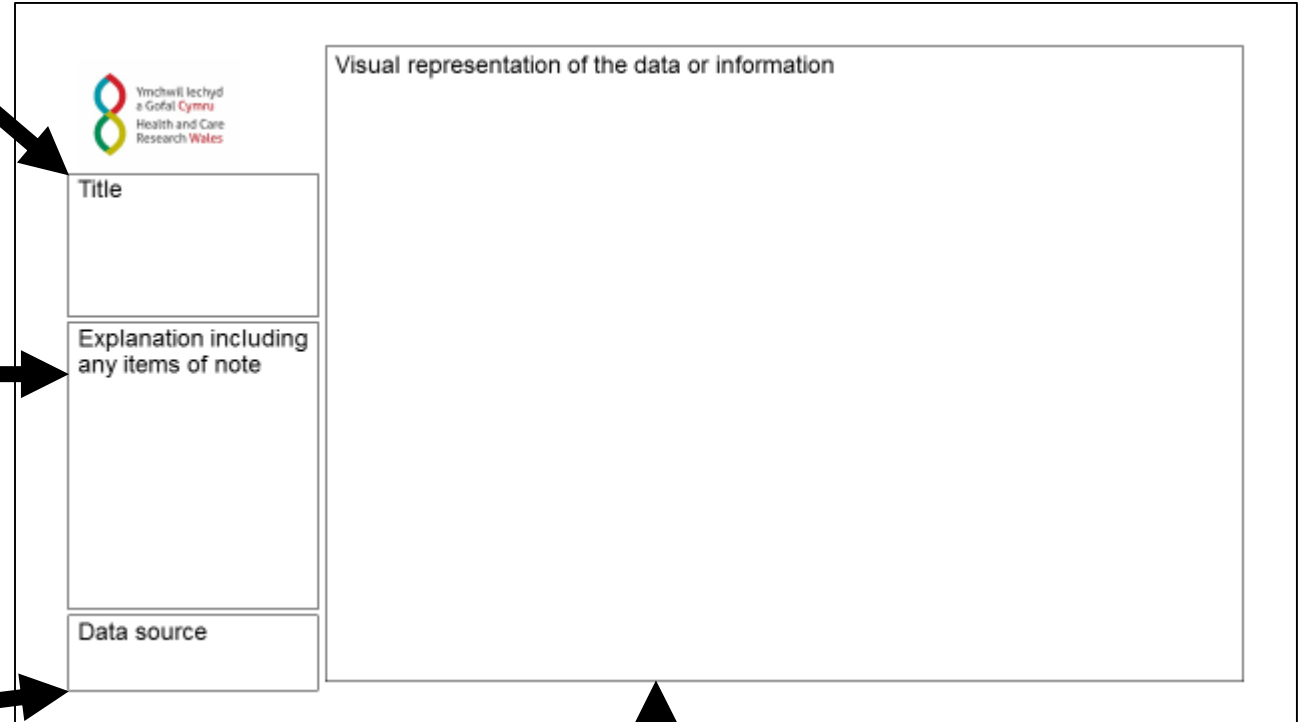 Ymchwil Iechyd
a Gofal Cymru
Health and Care
Research Wales
Title
Explanation including
any items of note
Data source
Visual representation of the data or information